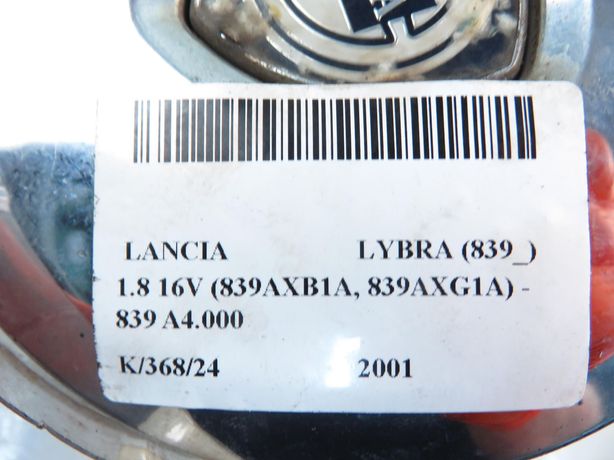 LANCIA LYBRA (839_)
1.8 16V (839AXB1A, 839AXG1A) -
839 A4.000
K/368/24 2001